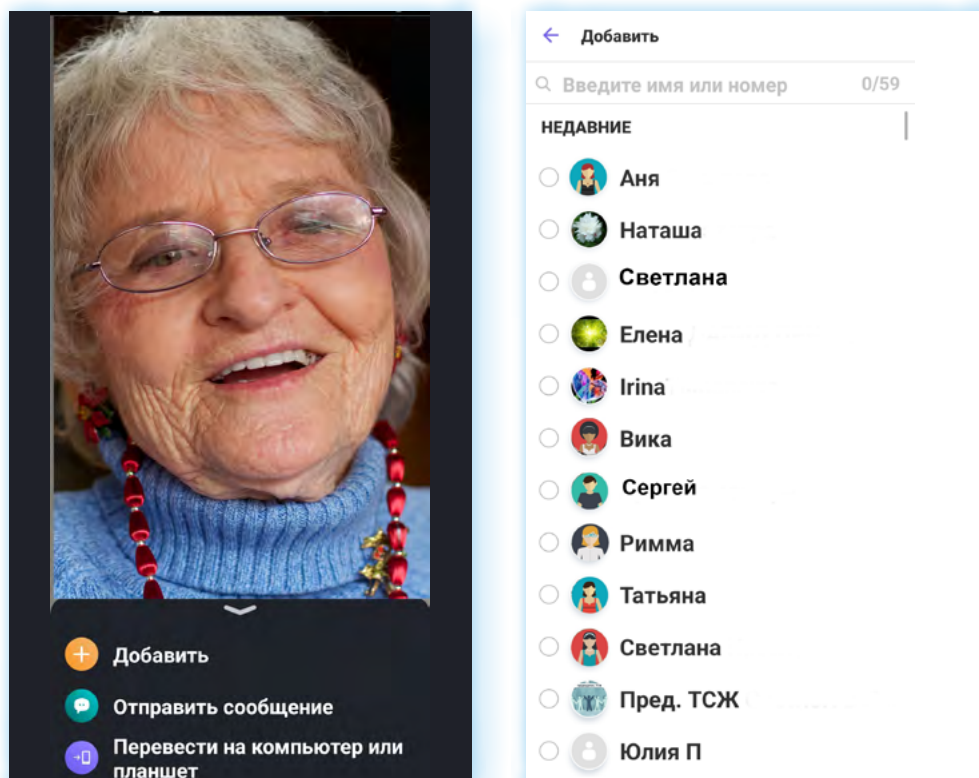 Добавить
Отправить сообщение
Перевести на компьютер или
планшет
Добавить
Введите имя или номер 0/59
НЕДАВНИЕ
Аня
Наташа
Светлана
Елена
Irina
Вика
Сергей
Римма
Татьяна
Светлана
Пред. ТСЖ
Юлия П